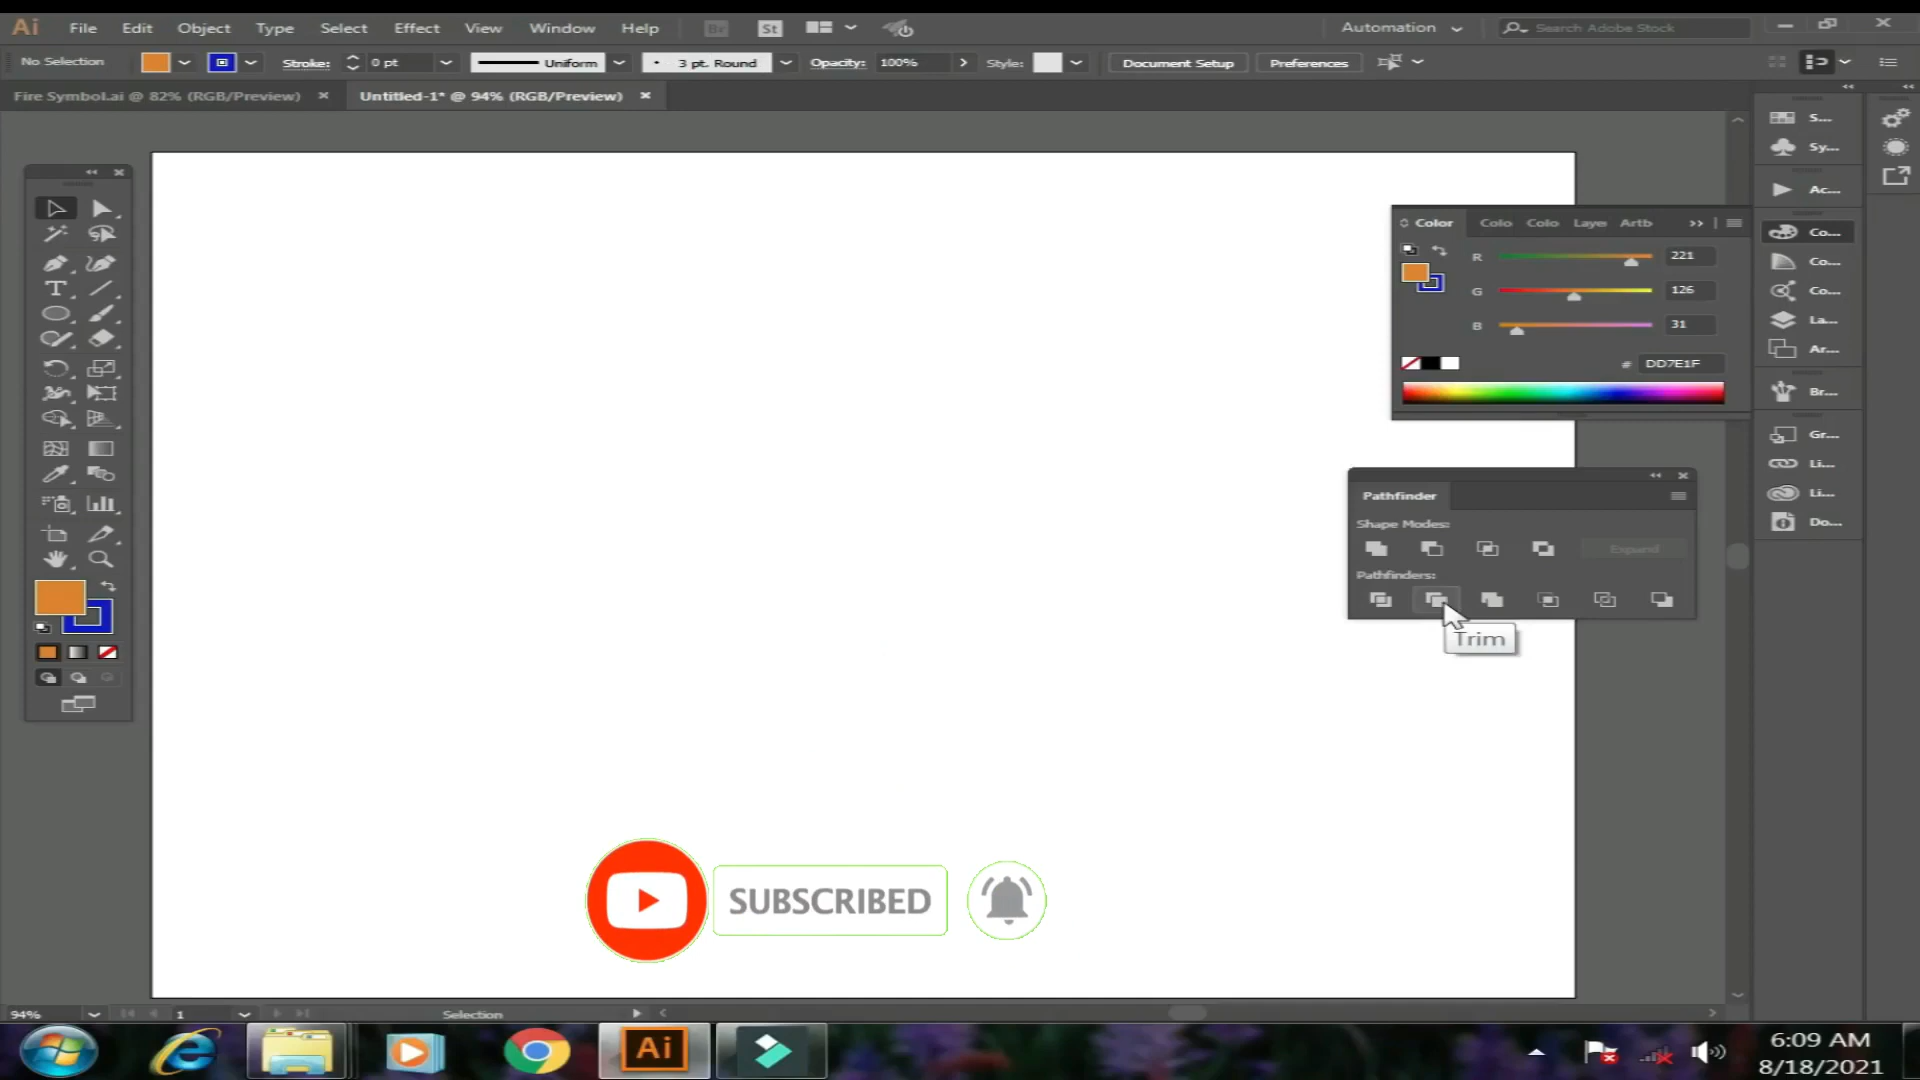 Ai File Edit Object Type Select Effect View Window Help Br St Automation Search Adobe Stock
No Selection Stroke: 0 pt Uniform 3 pt. Round Opacity: 100% Style: Document Setup Preferences
Fire Symbol.ai @ 82% (RGB/Preview) × Untitled-1* @ 94% (RGB/Preview) ×
S...
Sy...
Ac...
Co...
Co...
Co...
La...
Ar...
Br...
Gr...
Li...
Li...
Do...
Color Colo Colo Laye Artb
R 221
G 126
B 31
# DD7E1F
Pathfinder
Shape Modes:
Expand
Pathfinders:
Trim
SUBSCRIBED
94% 1 Selection
Ai
6:09 AM
8/18/2021